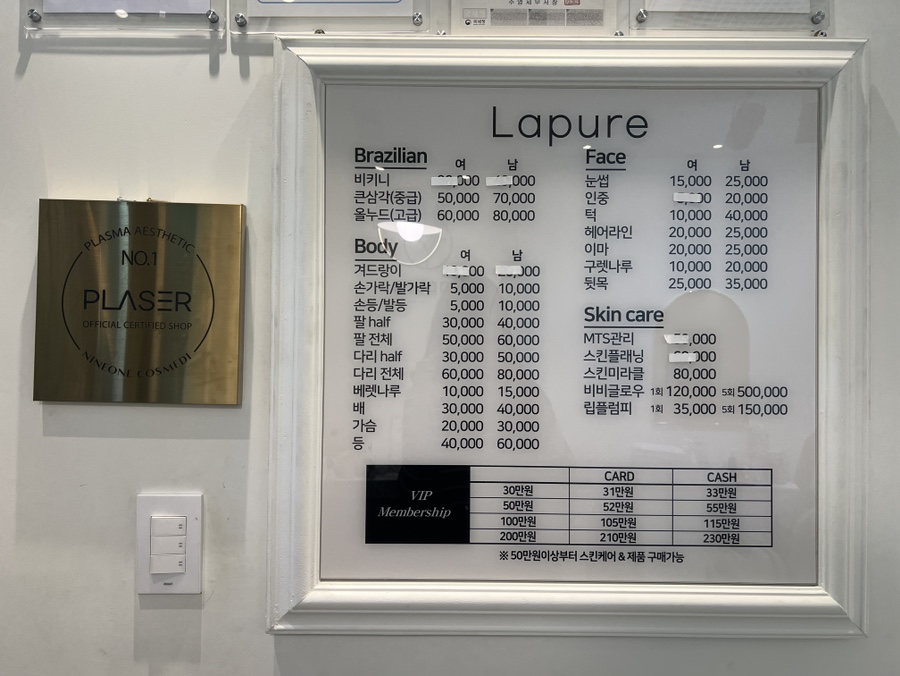 PLASMA AESTHETIC
NO.1
PLASER
OFFICIAL CERTIFIED SHOP
NINEONE COSMEDI
Lapure
Brazilian 여 남
비키니
큰삼각(중급) 50,000 70,000
올누드(고급) 60,000 80,000
Body 여 남
겨드랑이
손가락/발가락 5,000 10,000
손등/발등 5,000 10,000
팔 half 30,000 40,000
팔 전체 50,000 60,000
다리 half 30,000 50,000
다리 전체 60,000 80,000
베렛나루 10,000 15,000
배 30,000 40,000
가슴 20,000 30,000
등 40,000 60,000
Face 여 남
눈썹 15,000 25,000
인중 20,000
턱 10,000 40,000
헤어라인 20,000 25,000
이마 20,000 25,000
구렛나루 10,000 20,000
뒷목 25,000 35,000
Skin care
MTS관리
스킨플래닝
스킨미라클 80,000
비비글로우 1회 120,000 5회 500,000
립플럼피 1회 35,000 5회 150,000
VIP
Membership
CARD CASH
30만원 31만원 33만원
50만원 52만원 55만원
100만원 105만원 115만원
200만원 210만원 230만원
※ 50만원이상부터 스킨케어 & 제품 구매가능